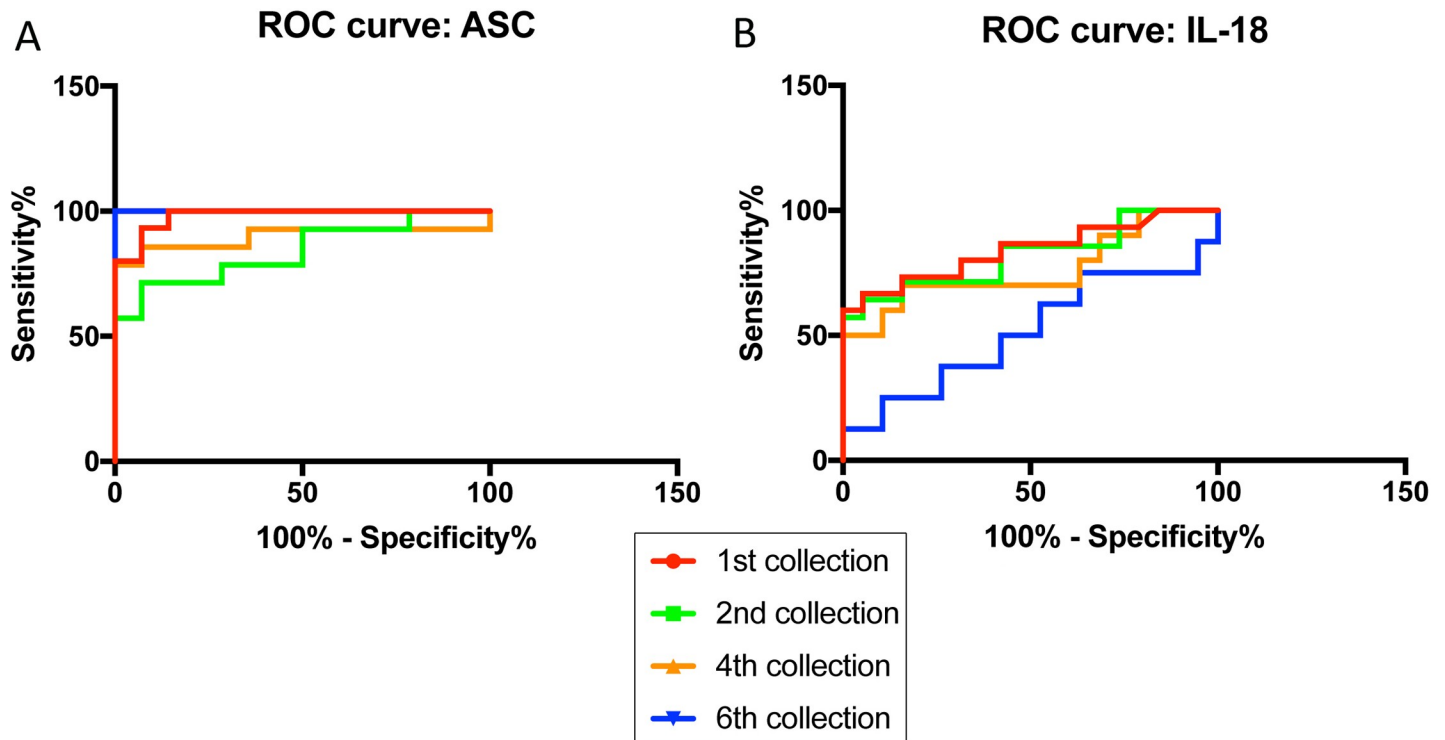 A
ROC curve: ASC
150
100
50
0
Sensitivity%
0
50
100
150
100% - Specificity%
B
ROC curve: IL-18
150
100
50
0
Sensitivity%
0
50
100
150
100% - Specificity%
1st collection
2nd collection
4th collection
6th collection